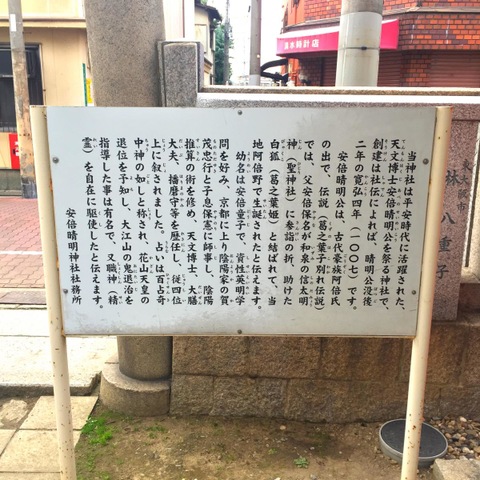 当神社は平安時代に活躍された、
天文博士安倍晴明公を祭る神社で、
創建は社伝によれば、晴明公没後
二年の寛弘四年(一〇〇七)です。
安倍晴明公は、古代豪族阿倍氏
の出で、伝説(葛之葉子別れ伝説)
では、父安倍保名が和泉の信太明
神(聖神社)に参詣の折、助けた
白狐(葛之葉姫)と結ばれて、当
地阿倍野で生誕されたと伝えます。
幼名は安倍童子で、資性英明学
問を好み、京都に上り陰陽家の賀
茂忠行と子息保憲に師事し、陰陽
推算の術を修め、天文博士、大膳
大夫、播磨守等を歴任し、従四位
上に叙されました。占いは百占奇
中神の如しと称され、花山天皇の
退位を予知し、大江山の鬼退治を
指導した事は有名で、又職神(精
霊)を自在に駆使したと伝えます。
安倍晴明神社社務所
時計店
林八重子